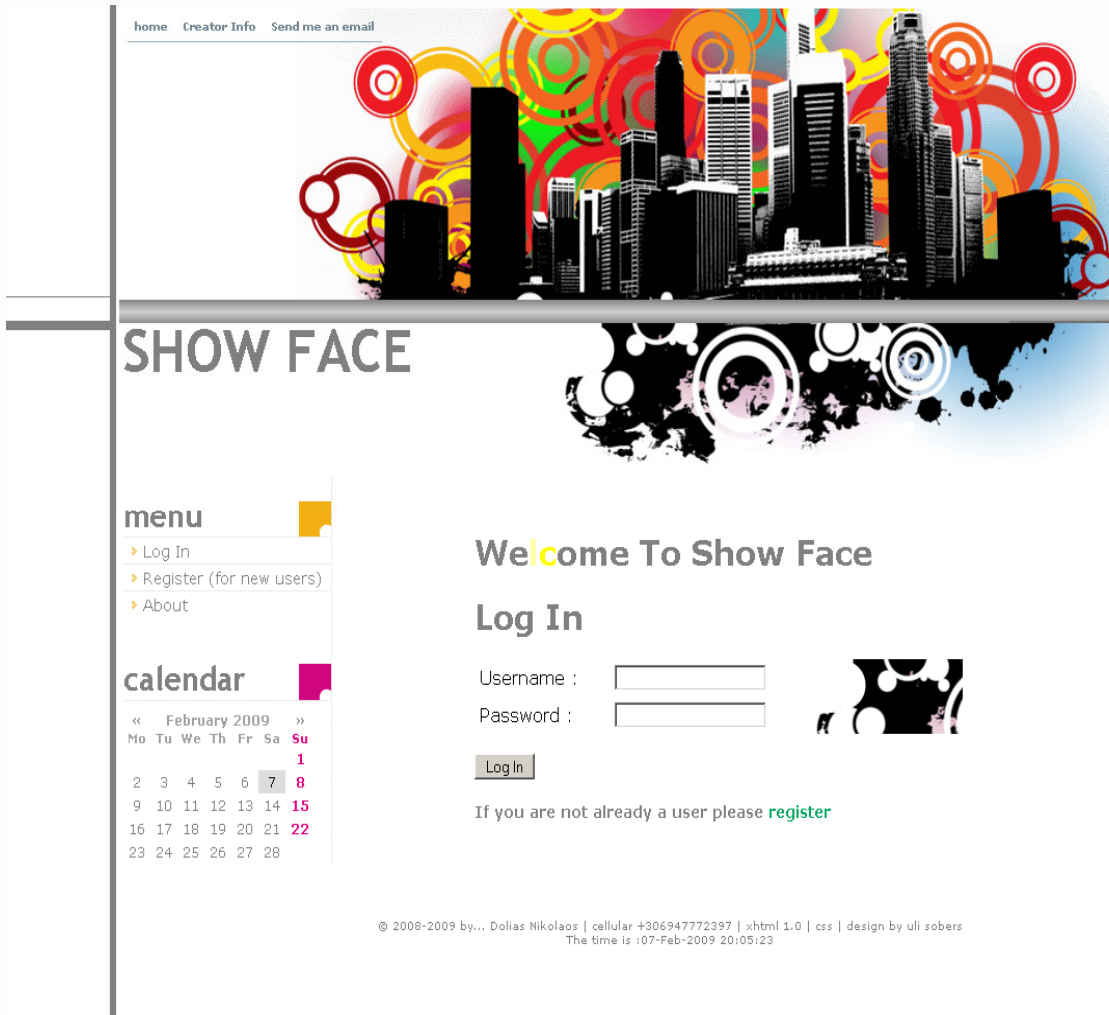 home Creator Info Send me an email
SHOW FACE
menu
Log In
Register (for new users)
About
calendar
« February 2009 »
Mo Tu We Th Fr Sa Su
1
2 3 4 5 6 7 8
9 10 11 12 13 14 15
16 17 18 19 20 21 22
23 24 25 26 27 28
Welcome To Show Face
Log In
Username :
Password :
Log In
If you are not already a user please register
© 2008-2009 by... Dolias Nikolaos | cellular +306947772397 | xhtml 1.0 | css | design by uli sobers
The time is :07-Feb-2009 20:05:23